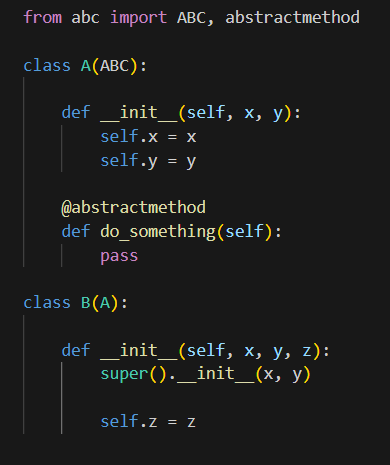 from abc import ABC, abstractmethod
class A(ABC):
def __init__(self, x, y):
self.x = x
self.y = y
@abstractmethod
def do_something(self):
pass
class B(A):
def __init__(self, x, y, z):
super().__init__(x, y)
self.z = z